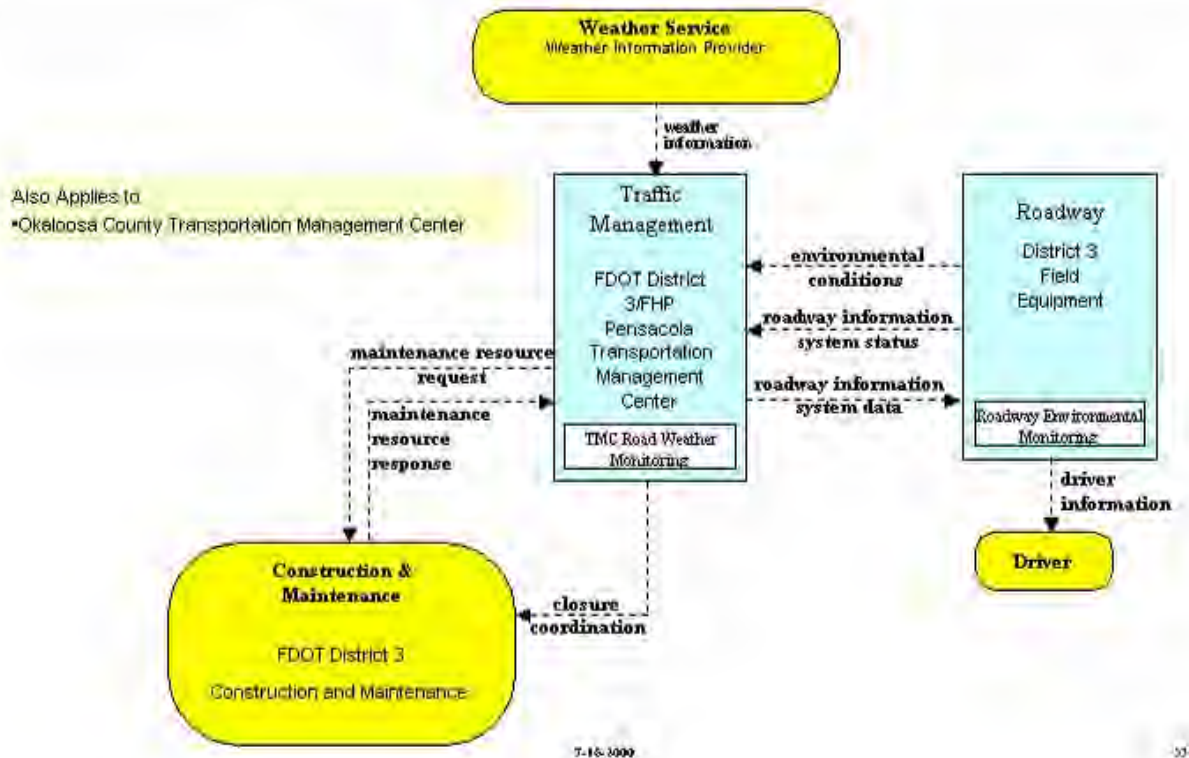 Weather Service
Weather Information Provider
weather
information
Also Applies to
•Okaloosa County Transportation Management Center
Traffic
Management
FDOT District
3/FHP
Pensacola
Transportation
Management
Center
TMC Road Weather
Monitoring
Roadway
District 3
Field
Equipment
Roadway Environmental
Monitoring
environmental
conditions
roadway information
system status
roadway information
system data
maintenance resource
request
maintenance
resource
response
driver
information
Driver
Construction &
Maintenance
FDOT District 3
Construction and Maintenance
closure
coordination